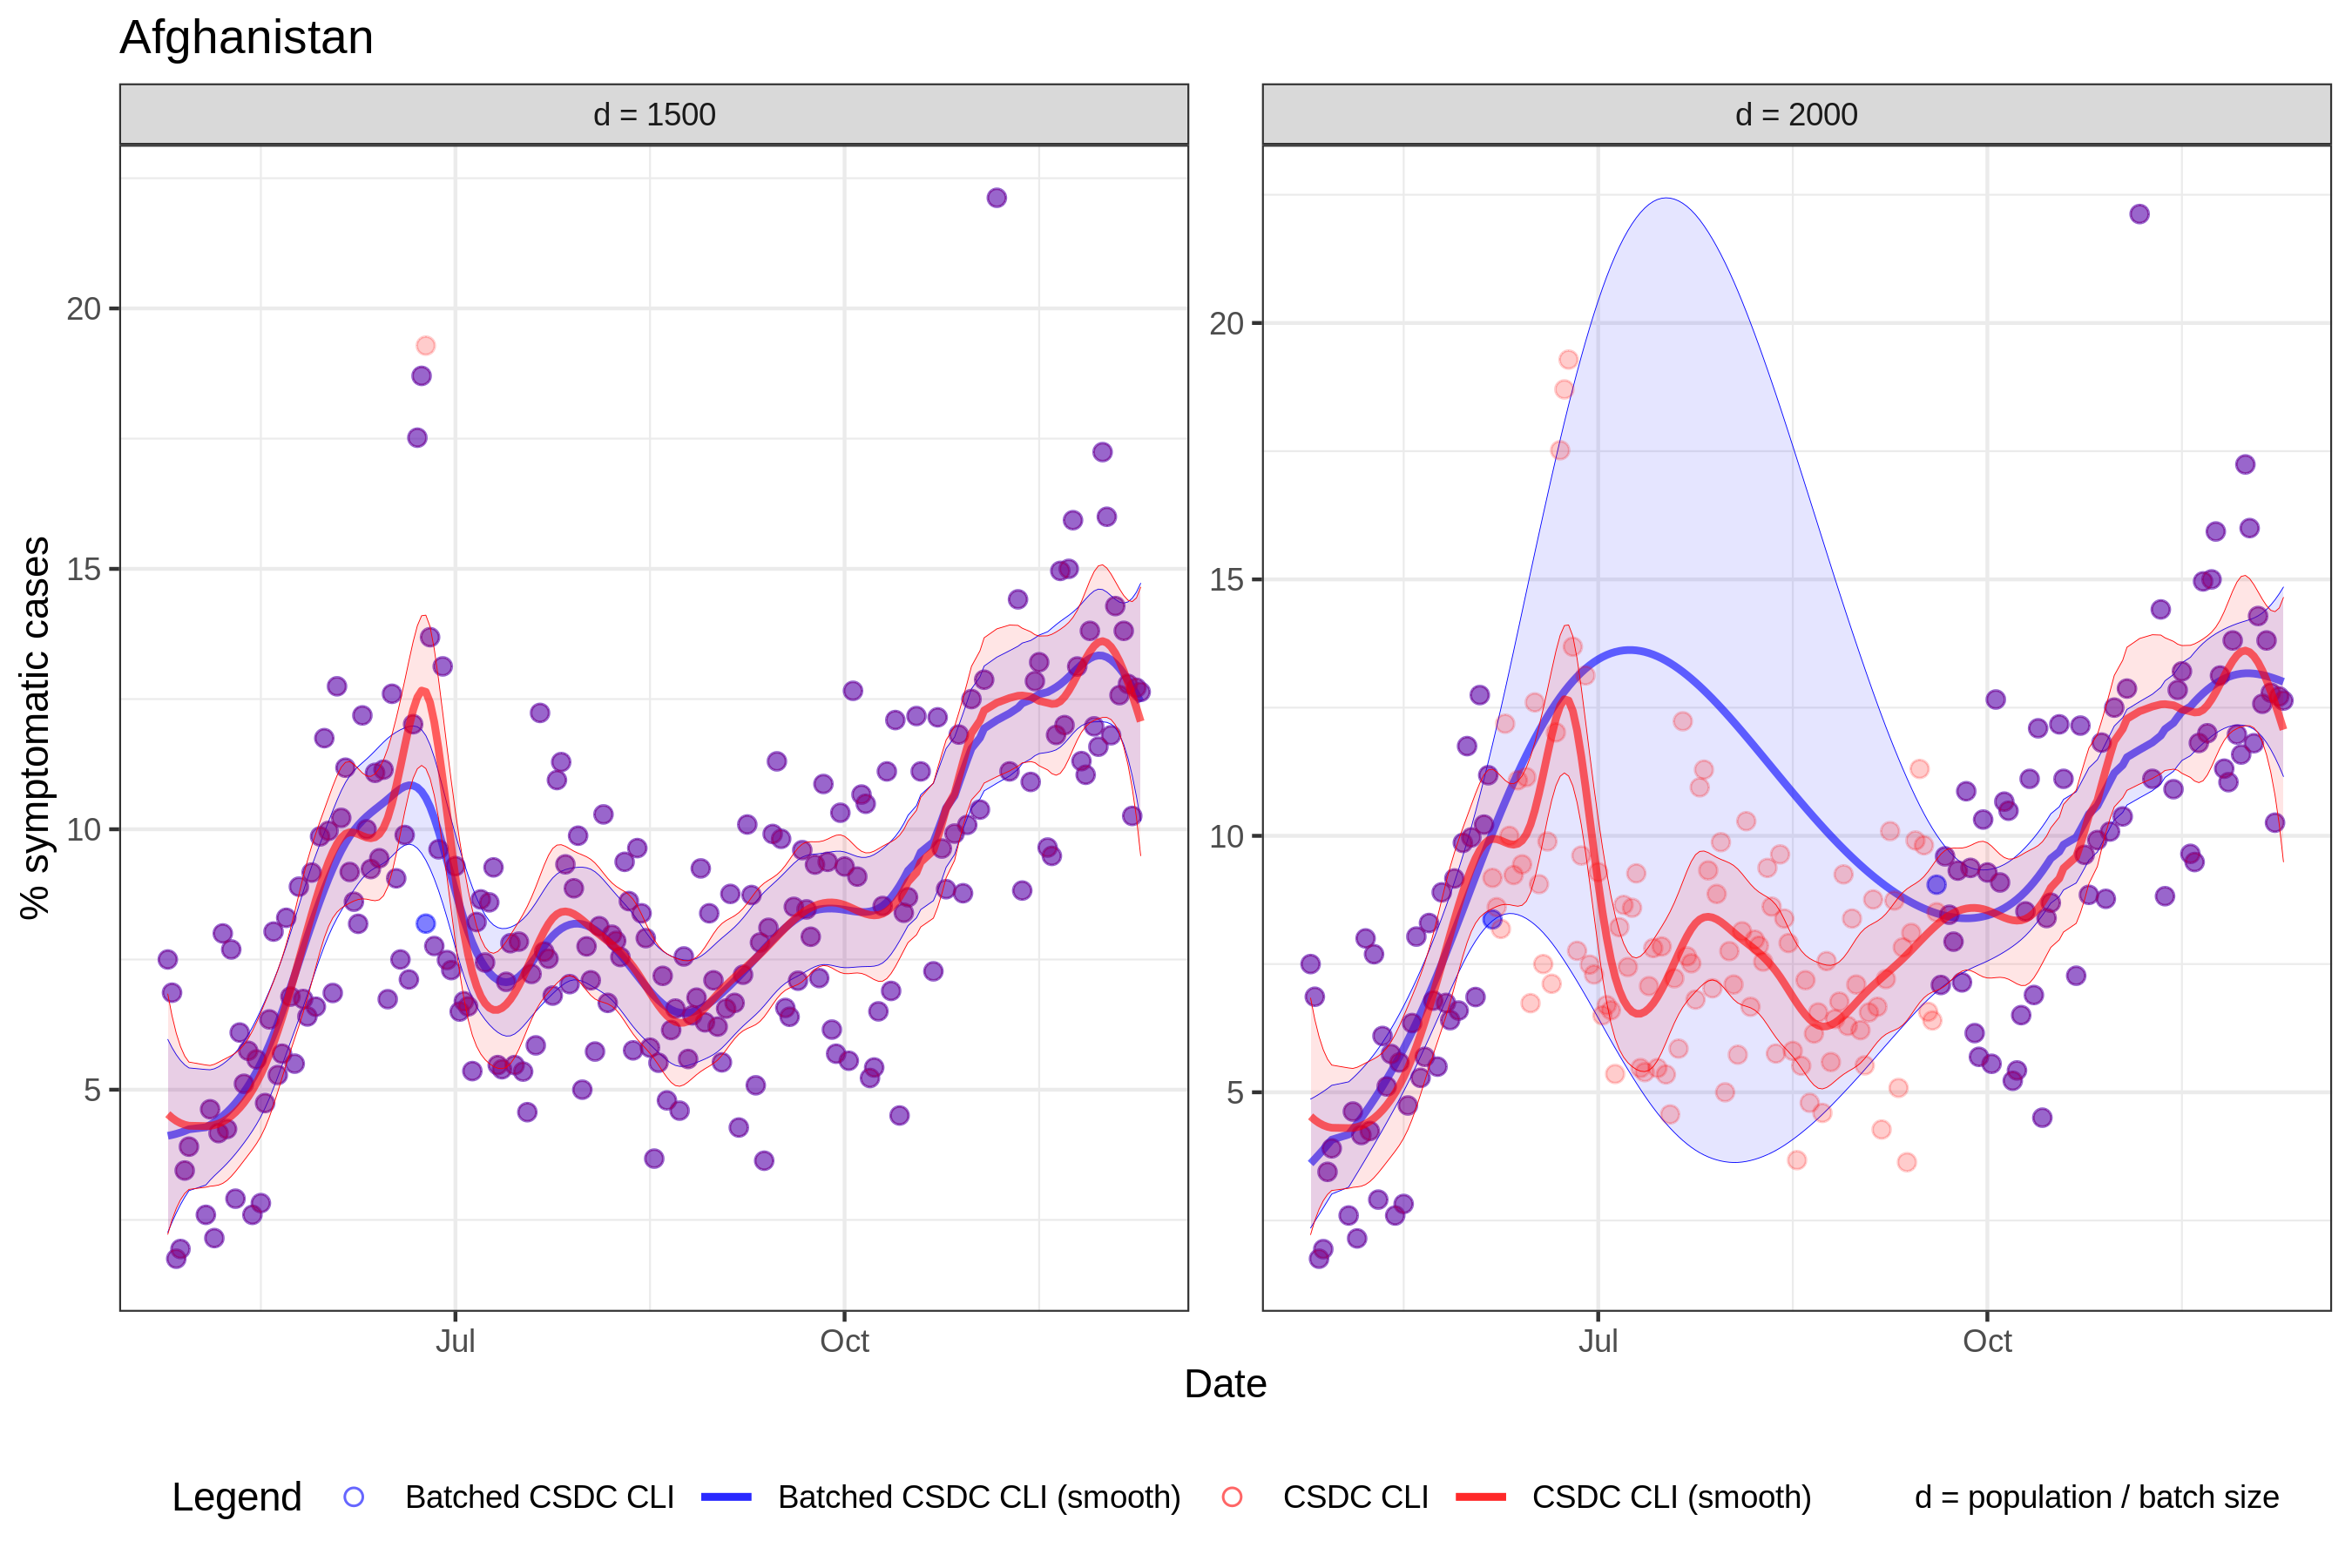 Afghanistan
d = 1500
d = 2000
% symptomatic cases
20
15
10
5
20
15
10
5
Jul
Oct
Jul
Oct
Date
Legend
Batched CSDC CLI
Batched CSDC CLI (smooth)
CSDC CLI
CSDC CLI (smooth)
d = population / batch size